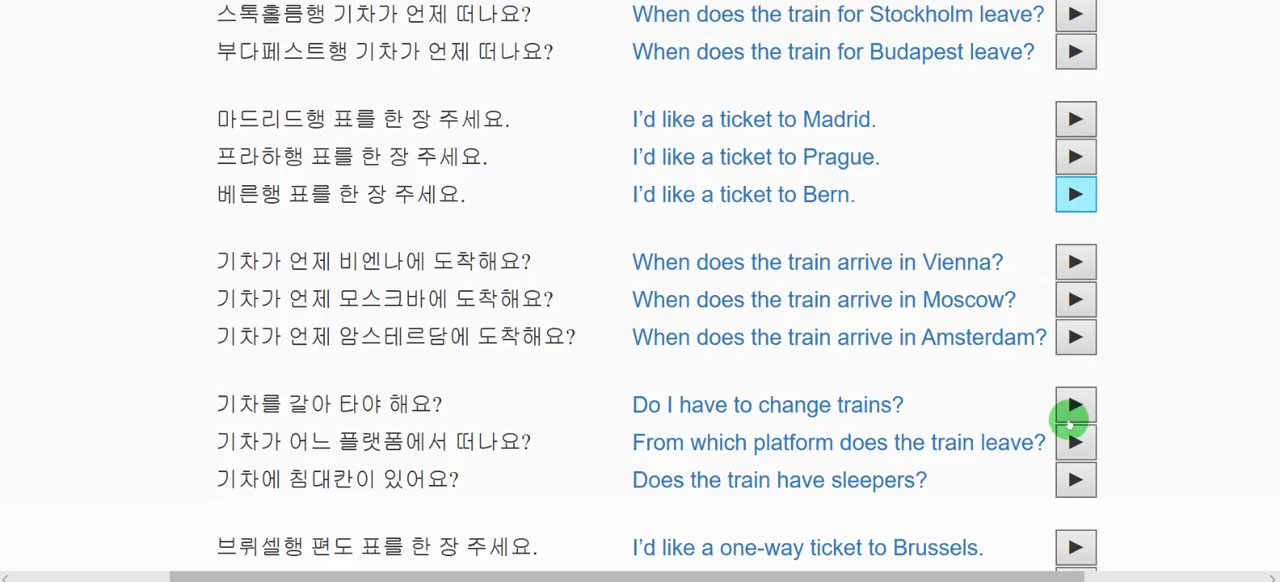 스톡홀름행 기차가 언제 떠나요? When does the train for Stockholm leave?
부다페스트행 기차가 언제 떠나요? When does the train for Budapest leave?
마드리드행 표를 한 장 주세요. I’d like a ticket to Madrid.
프라하행 표를 한 장 주세요. I’d like a ticket to Prague.
베른행 표를 한 장 주세요. I’d like a ticket to Bern.
기차가 언제 비엔나에 도착해요? When does the train arrive in Vienna?
기차가 언제 모스크바에 도착해요? When does the train arrive in Moscow?
기차가 언제 암스테르담에 도착해요? When does the train arrive in Amsterdam?
기차를 갈아 타야 해요? Do I have to change trains?
기차가 어느 플랫폼에서 떠나요? From which platform does the train leave?
기차에 침대칸이 있어요? Does the train have sleepers?
브뤼셀행 편도 표를 한 장 주세요. I’d like a one-way ticket to Brussels.